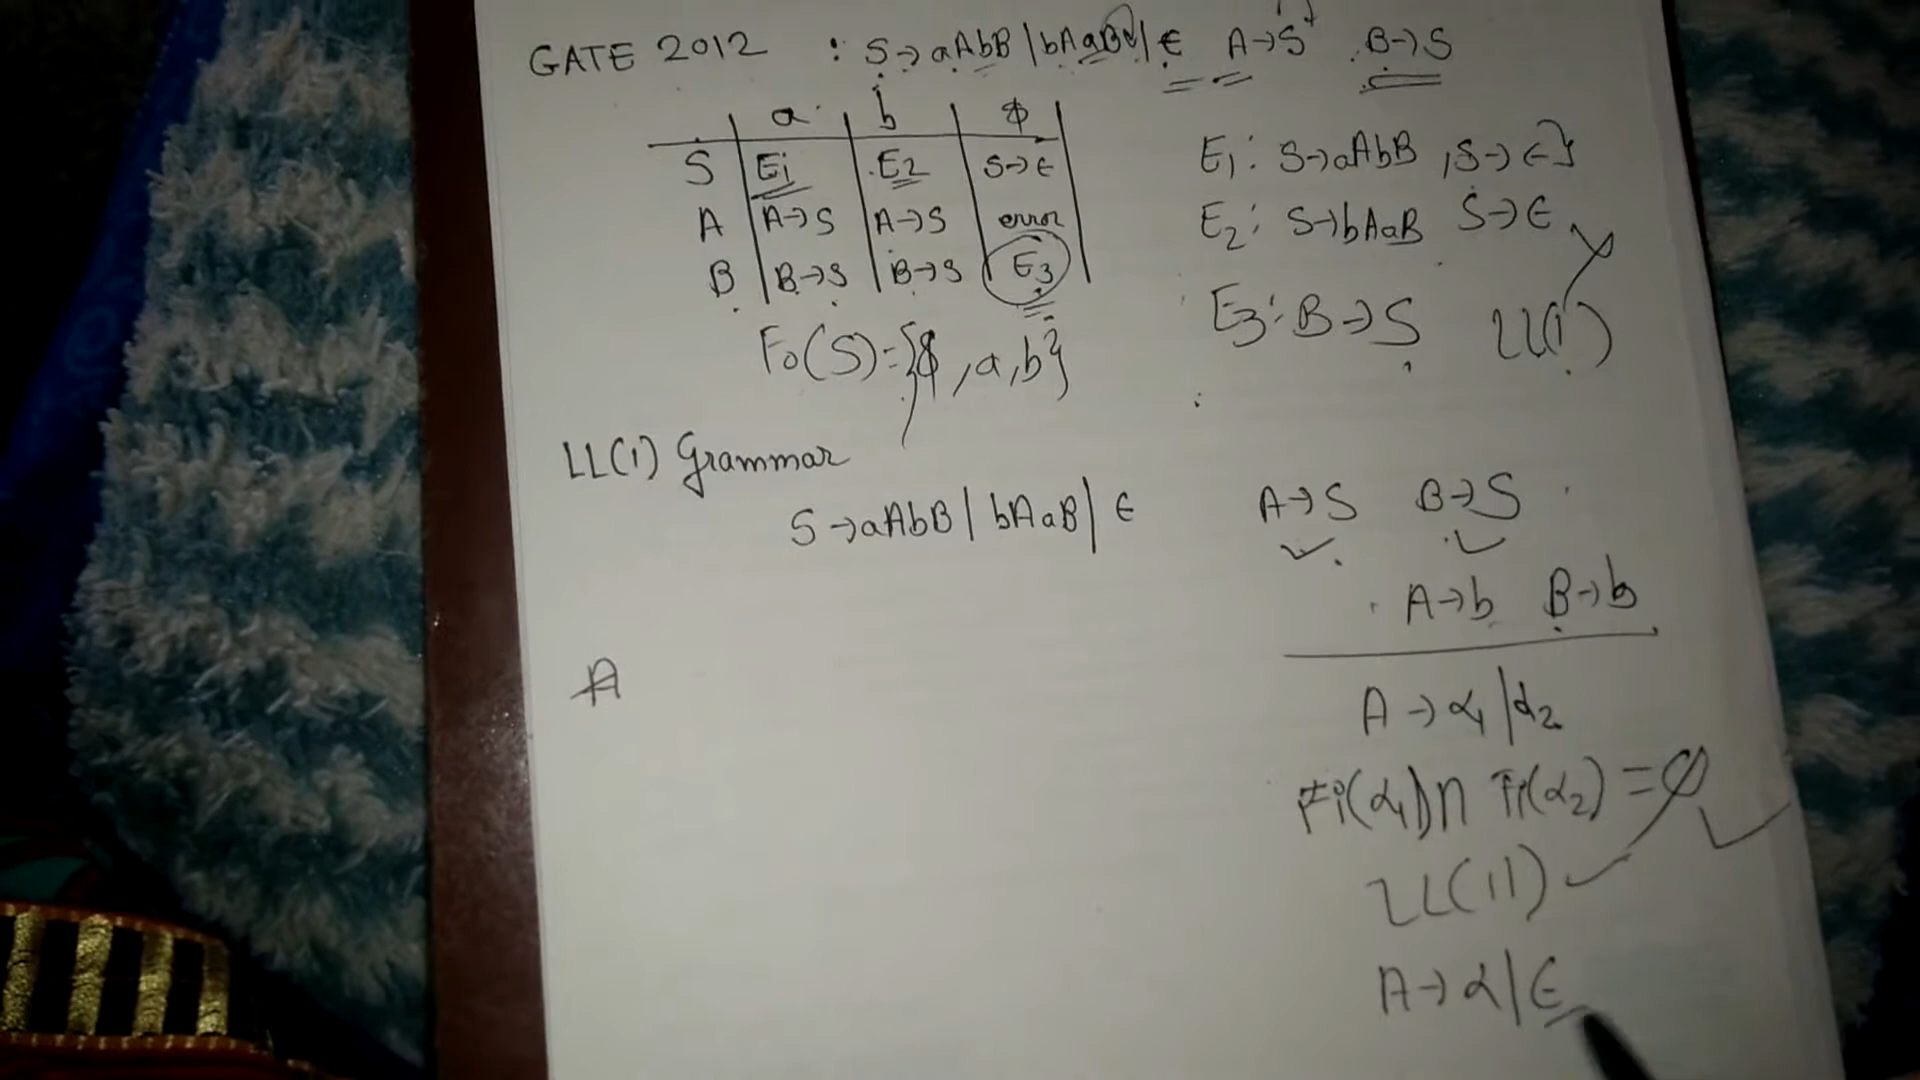 GATE 2012 : S→aAbB | bAaB | ϵ A→S B→S
a b $
S E1 E2 S→ϵ
A A→S A→S error
B B→S B→S E3
E1: S→aAbB , S→ϵ}
E2: S→bAaB S→ϵ
E3: B→S LL(1)
Fo(S)={$, a, b}
LL(1) Grammar
S→aAbB | bAaB | ϵ A→S B→S
A→b B→b
A
A→α1|α2
Fi(α1)∩ Fi(α2) = ϕ
LL(1)
A→α|ϵ